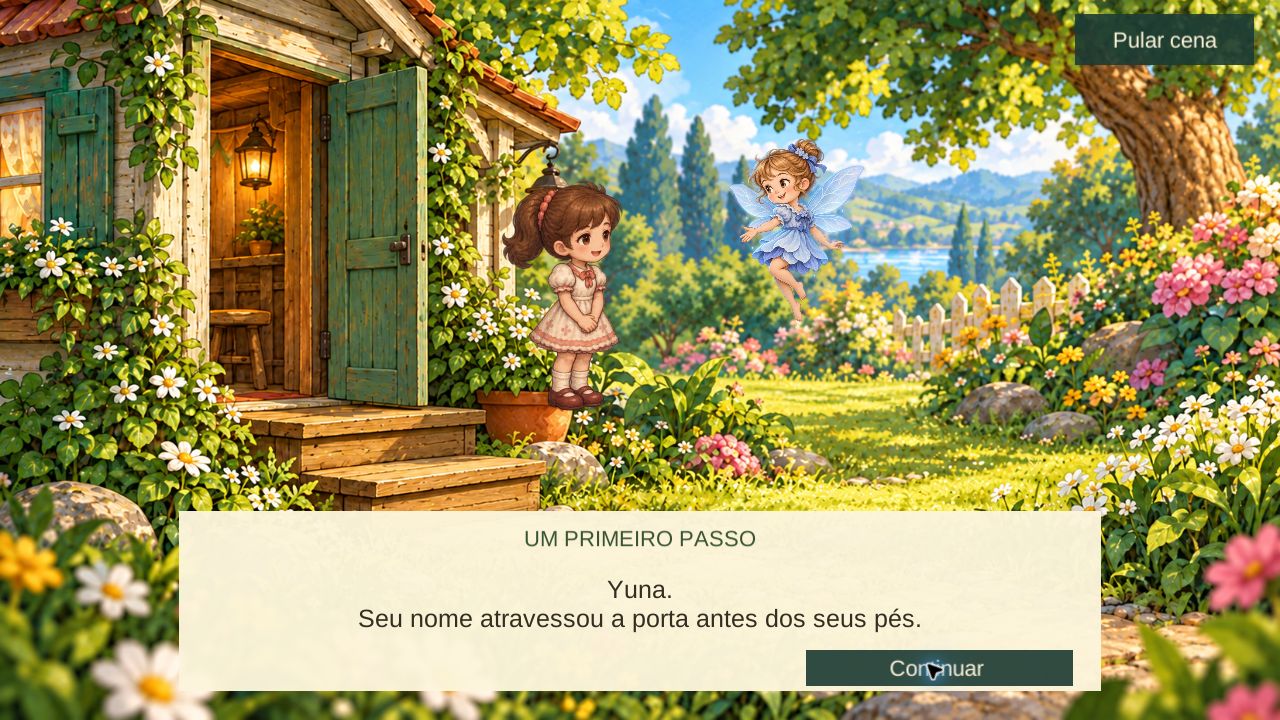 Pular cena
UM PRIMEIRO PASSO
Yuna.
Seu nome atravessou a porta antes dos seus pés.
Continuar